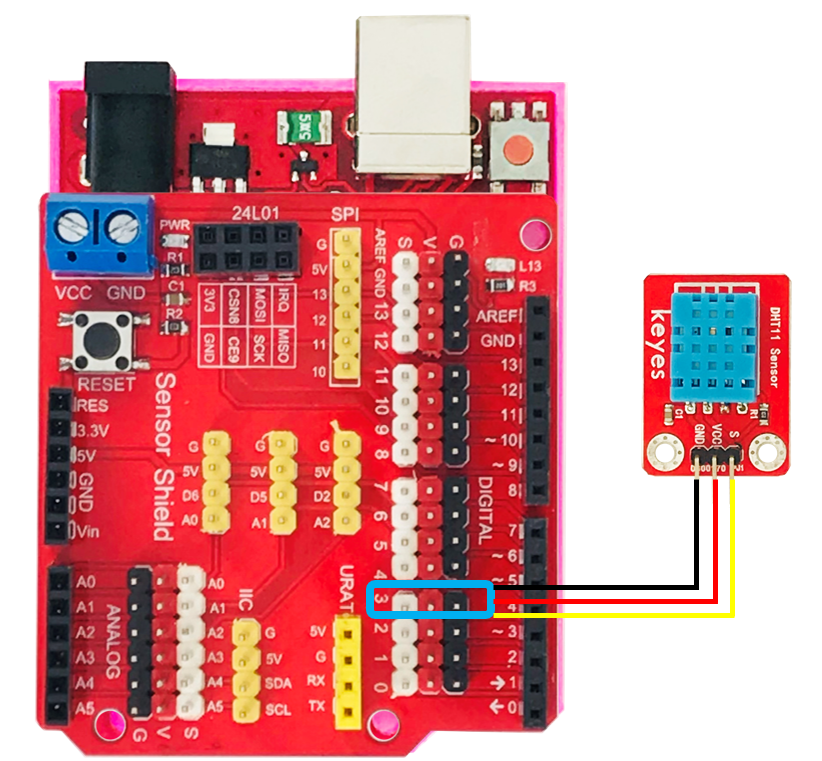 24L01
SPI
PWR
R1
C1
R2
VCC GND
3V3 CSN8 MOSI IRQ
GND CE9 SCK MISO
G
5V
13
12
11
10
S V G
AREF
GND
13
12
11
10
9
8
7
6
5
4
3
2
1
0
L13
R3
AREF
GND
13
12
11
~10
~9
8
7
~6
~5
4
~3
2
→1
←0
DIGITAL
RESET
RES
3.3V
5V
GND
GND
Vin
Sensor Shield
G
5V
D6
A0
G
5V
D5
A1
G
5V
D2
A2
A0
A1
A2
A3
A4
A5
ANALOG
A0
A1
A2
A3
A4
A5
G V S
IIC
G
5V
SDA
SCL
URAT
5V
G
RX
TX
keyes
DHT11 Sensor
C1
R1
GND
VCC
S